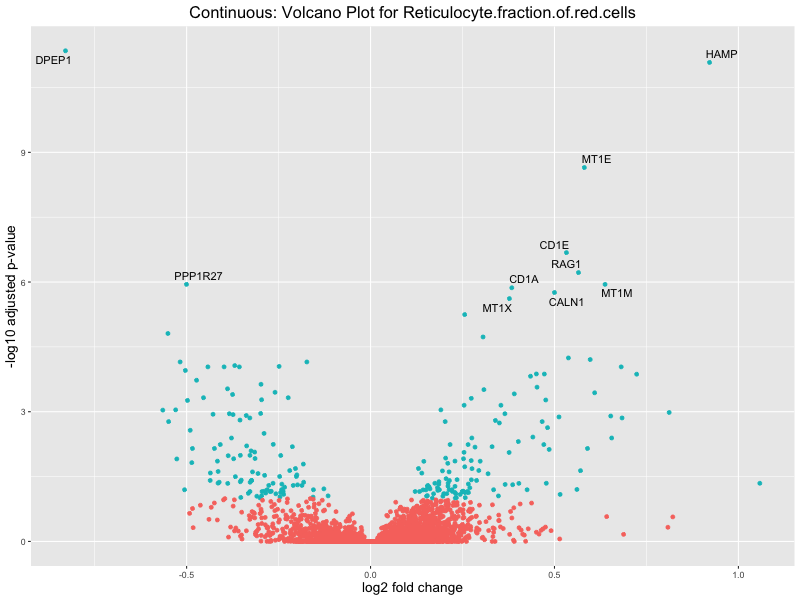 Continuous: Volcano Plot for Reticulocyte.fraction.of.red.cells
DPEP1
HAMP
MT1E
CD1E
RAG1
PPP1R27
CD1A
MT1M
MT1X
CALN1
-log10 adjusted p-value
9
6
3
0
-0.5
0.0
0.5
1.0
log2 fold change